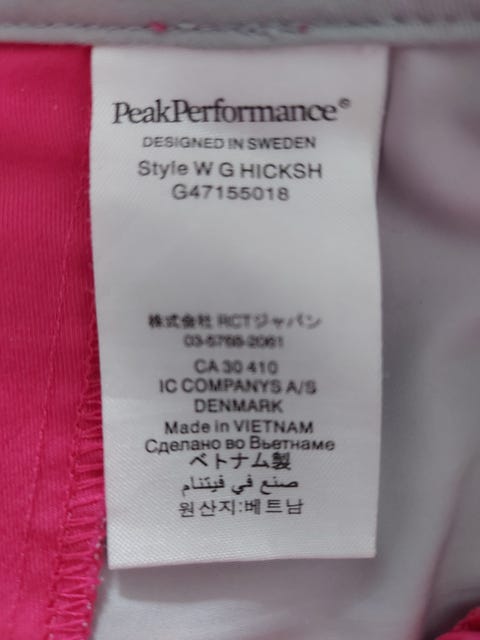 PeakPerformance®
DESIGNED IN SWEDEN
Style W G HICKSH
G47155018
株式会社 RCTジャパン
03-5766-2061
CA 30 410
IC COMPANYS A/S
DENMARK
Made in VIETNAM
Сделано во Вьетнаме
ベトナム製
صنع في فيتنام
원산지:베트남